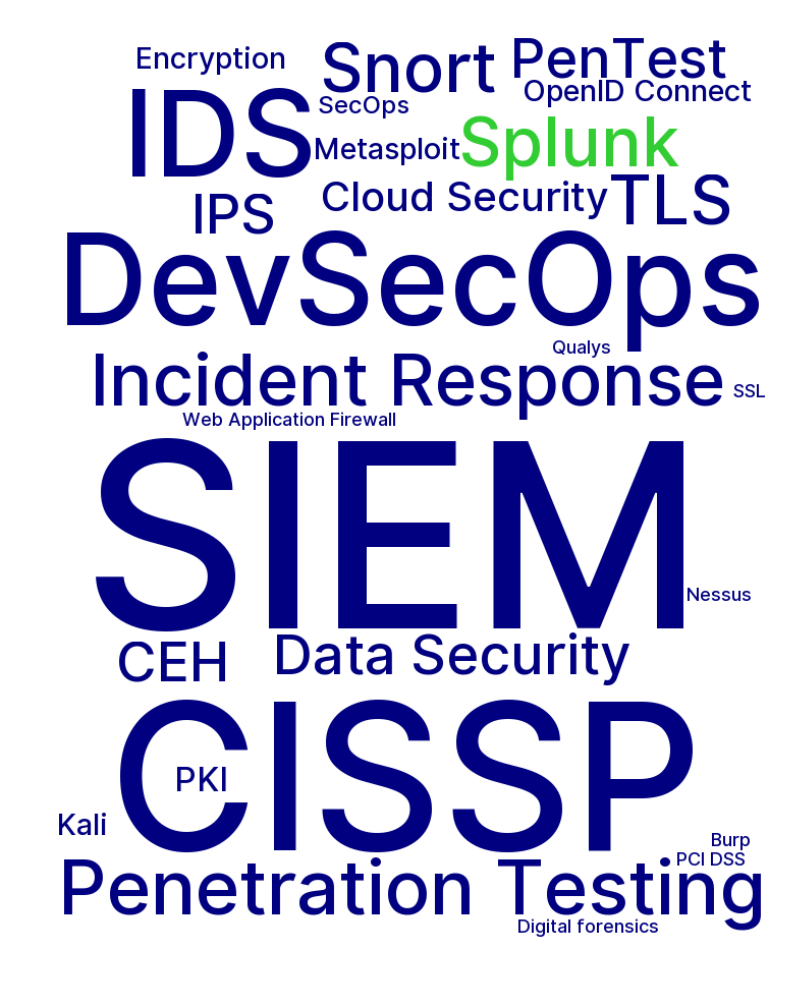 Encryption
Snort
PenTest
OpenID Connect
IDS
SecOps
Metasploit
Splunk
IPS
Cloud Security
TLS
DevSecOps
Qualys
Incident Response
SSL
Web Application Firewall
SIEM
Nessus
CEH
Data Security
CISSP
PKI
Kali
Burp
PCI DSS
Penetration Testing
Digital forensics